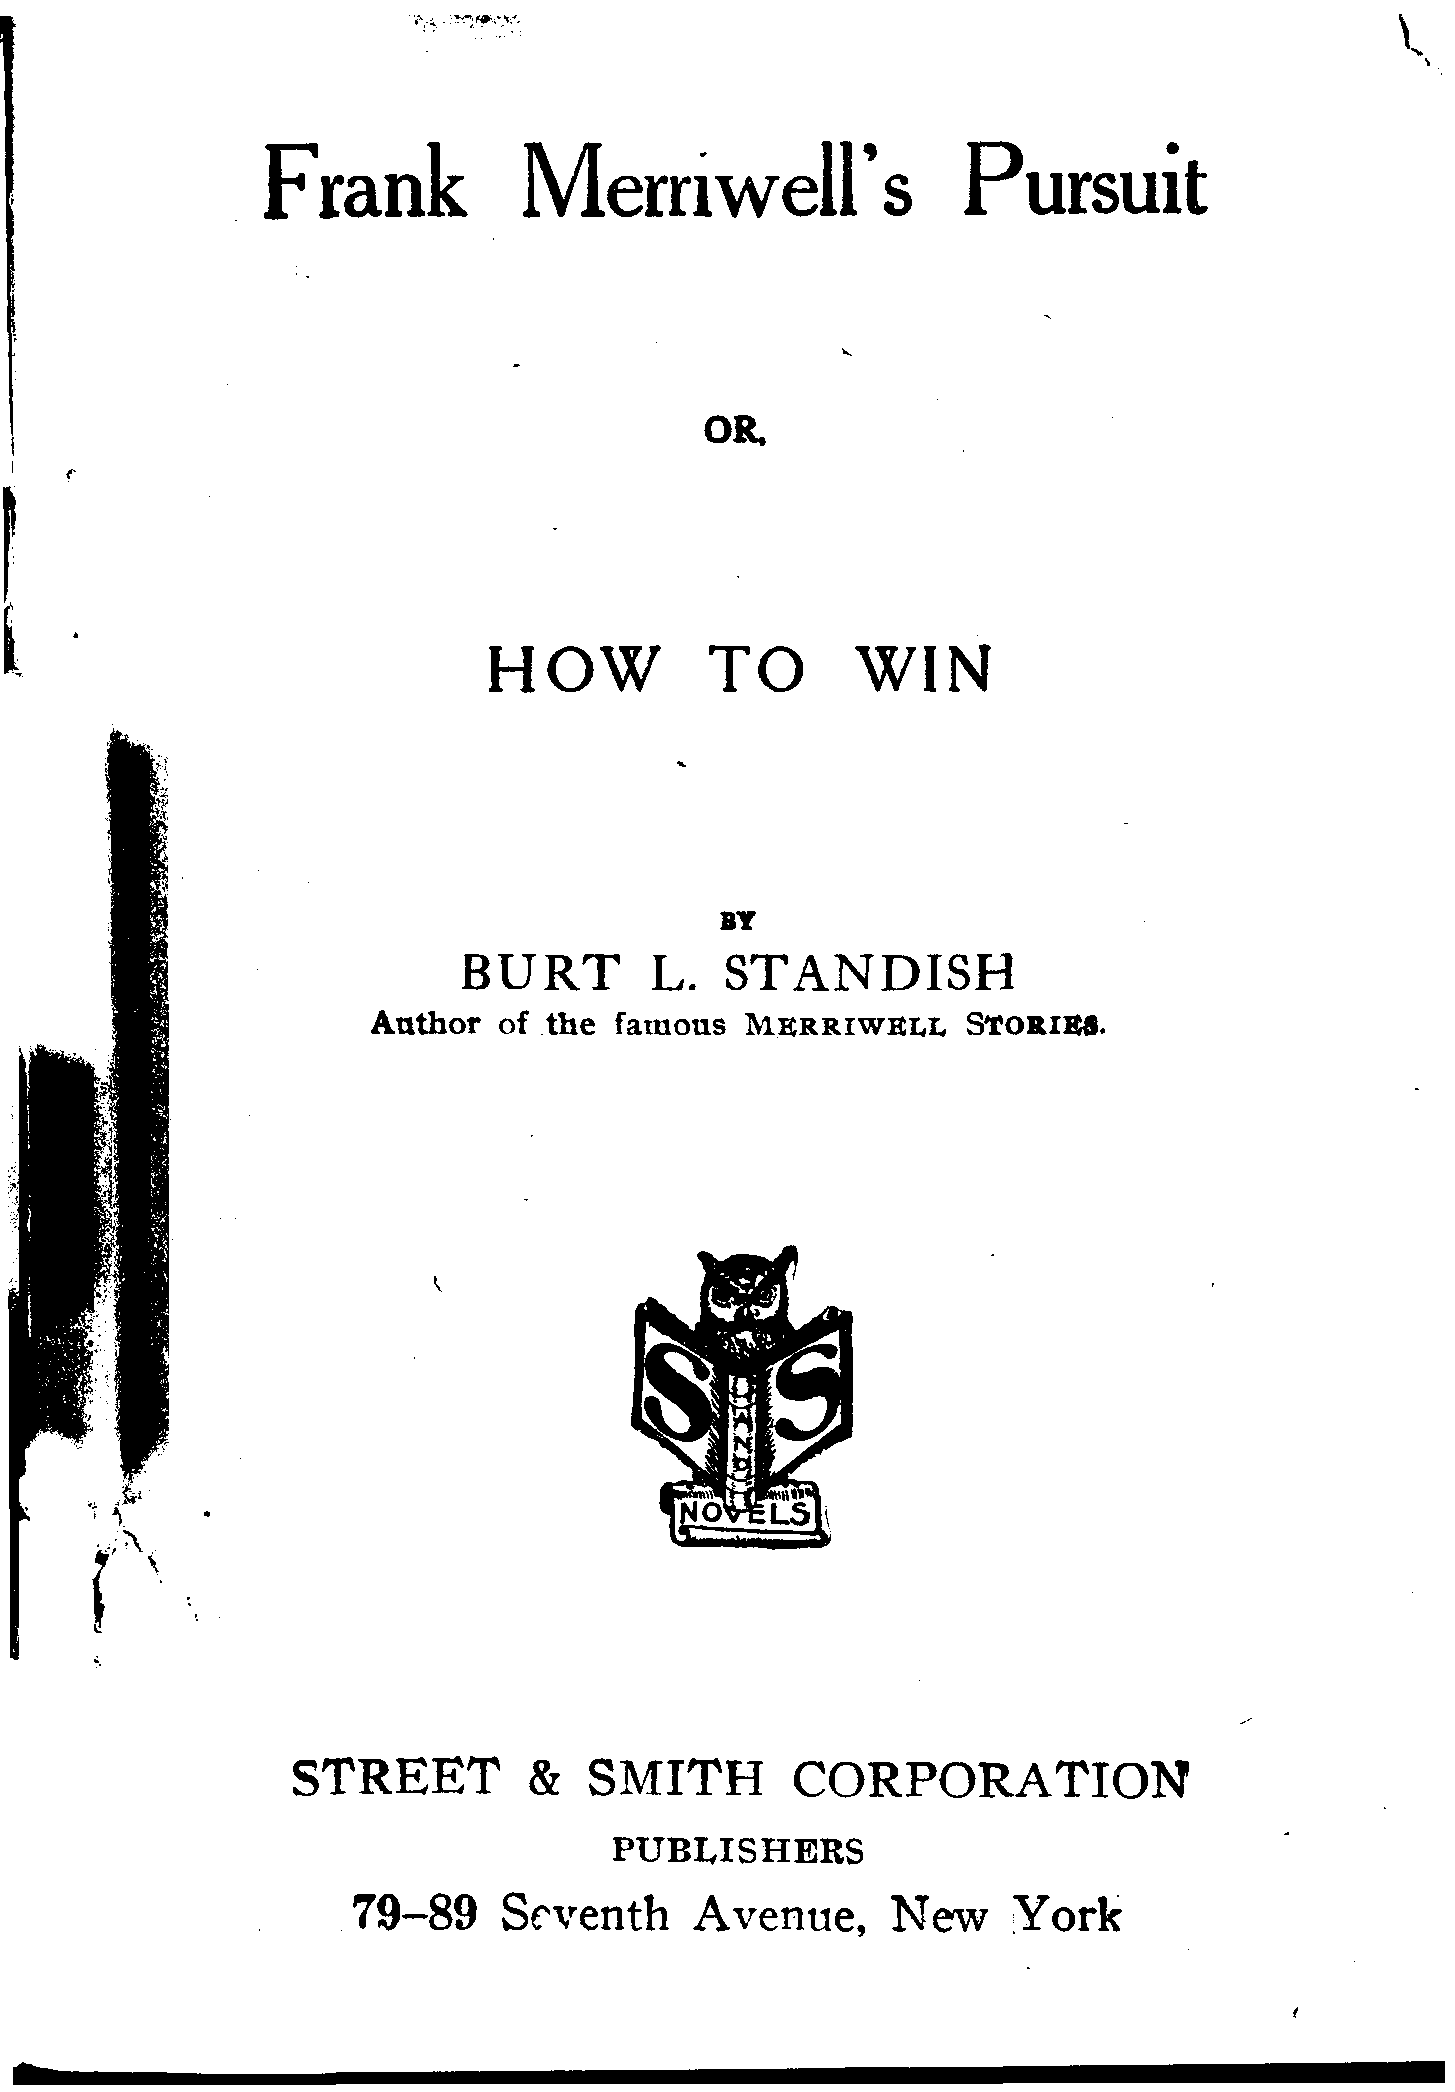 Frank Merriwell's Pursuit
OR,
HOW TO WIN
BY
BURT L. STANDISH
Author of the famous MERRIWELL STORIES.
S S
AND
NOVELS
STREET & SMITH CORPORATION
PUBLISHERS
79–89 Seventh Avenue, New York